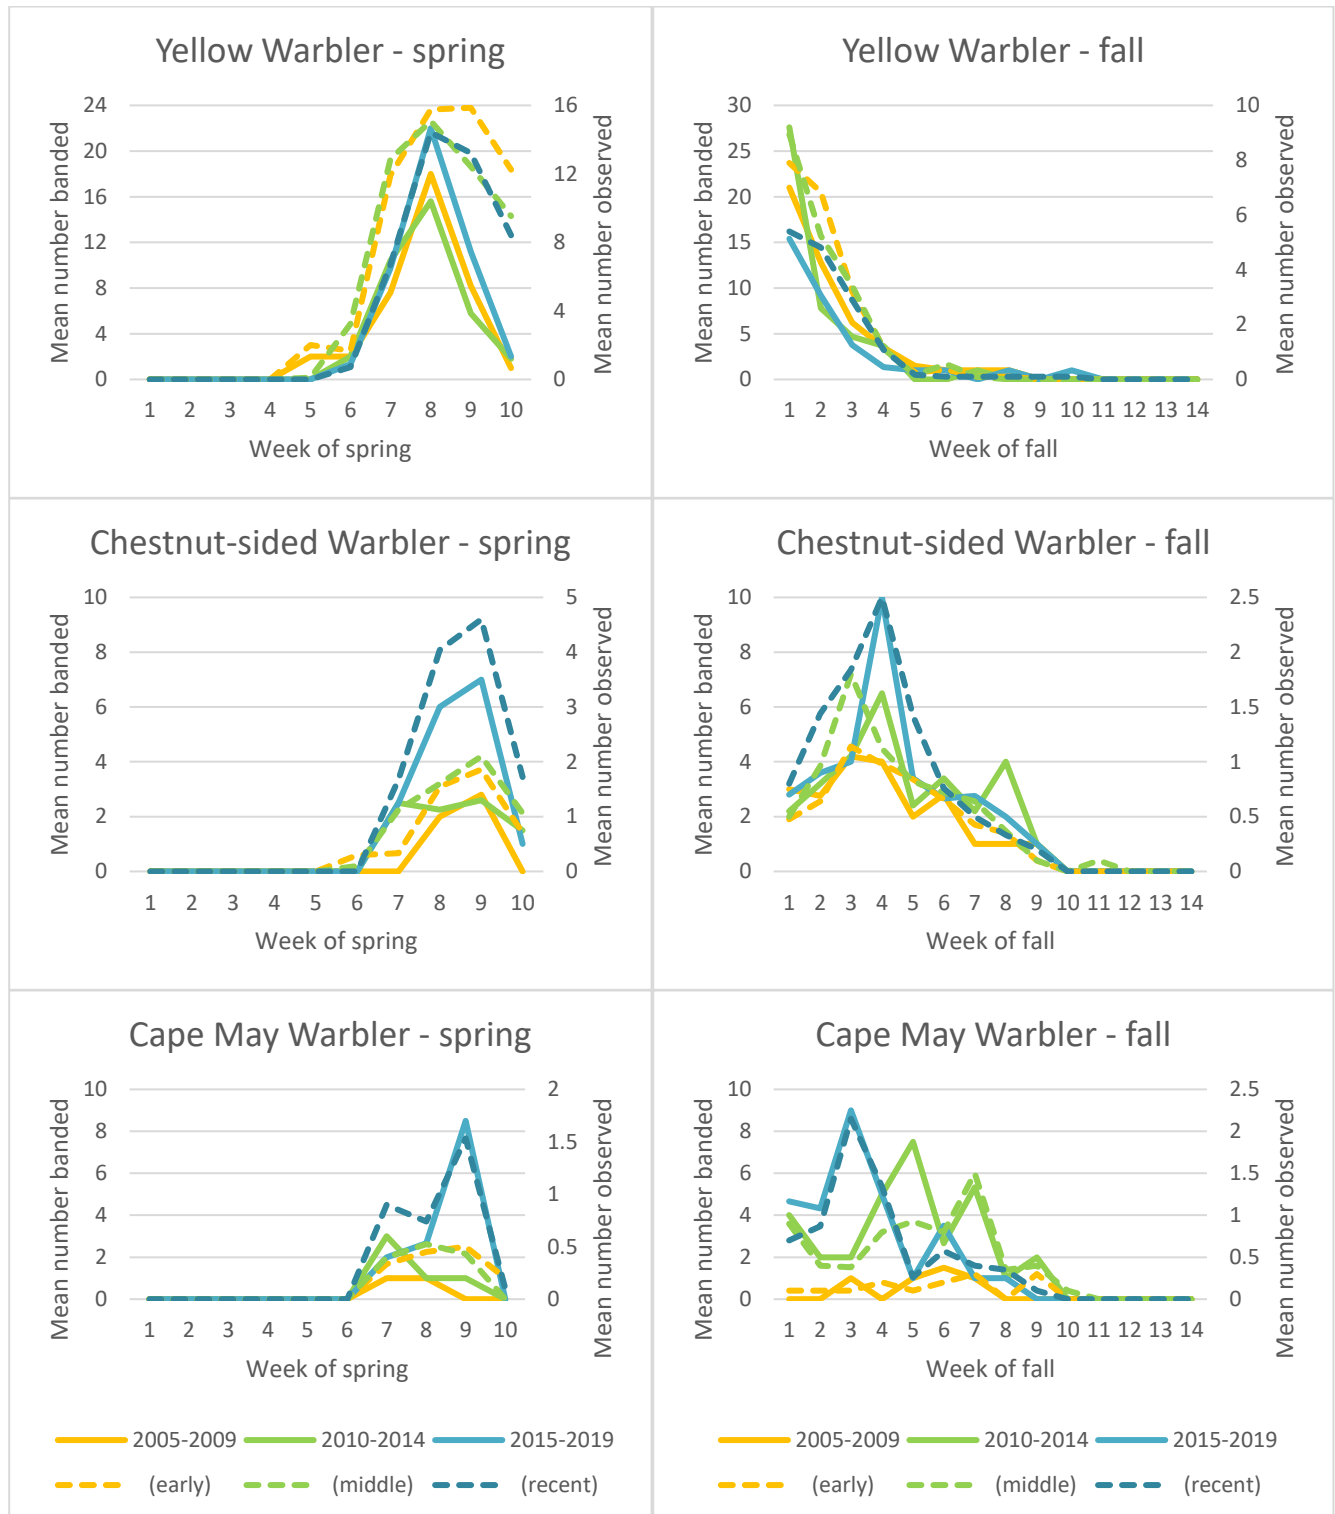 Yellow Warbler - spring
24
20
16
12
8
4
0
16
12
8
4
0
Mean number banded
Mean number observed
1 2 3 4 5 6 7 8 9 10
Week of spring
Yellow Warbler - fall
30
25
20
15
10
5
0
10
8
6
4
2
0
Mean number banded
Mean number observed
1 2 3 4 5 6 7 8 9 10 11 12 13 14
Week of fall
Chestnut-sided Warbler - spring
10
8
6
4
2
0
5
4
3
2
1
0
Mean number banded
Mean number observed
1 2 3 4 5 6 7 8 9 10
Week of spring
Chestnut-sided Warbler - fall
10
8
6
4
2
0
2.5
2
1.5
1
0.5
0
Mean number banded
Mean number observed
1 2 3 4 5 6 7 8 9 10 11 12 13 14
Week of fall
Cape May Warbler - spring
10
8
6
4
2
0
2
1.5
1
0.5
0
Mean number banded
Mean number observed
1 2 3 4 5 6 7 8 9 10
Week of spring
2005-2009 2010-2014 2015-2019
(early) (middle) (recent)
Cape May Warbler - fall
10
8
6
4
2
0
2.5
2
1.5
1
0.5
0
Mean number banded
Mean number observed
1 2 3 4 5 6 7 8 9 10 11 12 13 14
Week of fall
2005-2009 2010-2014 2015-2019
(early) (middle) (recent)